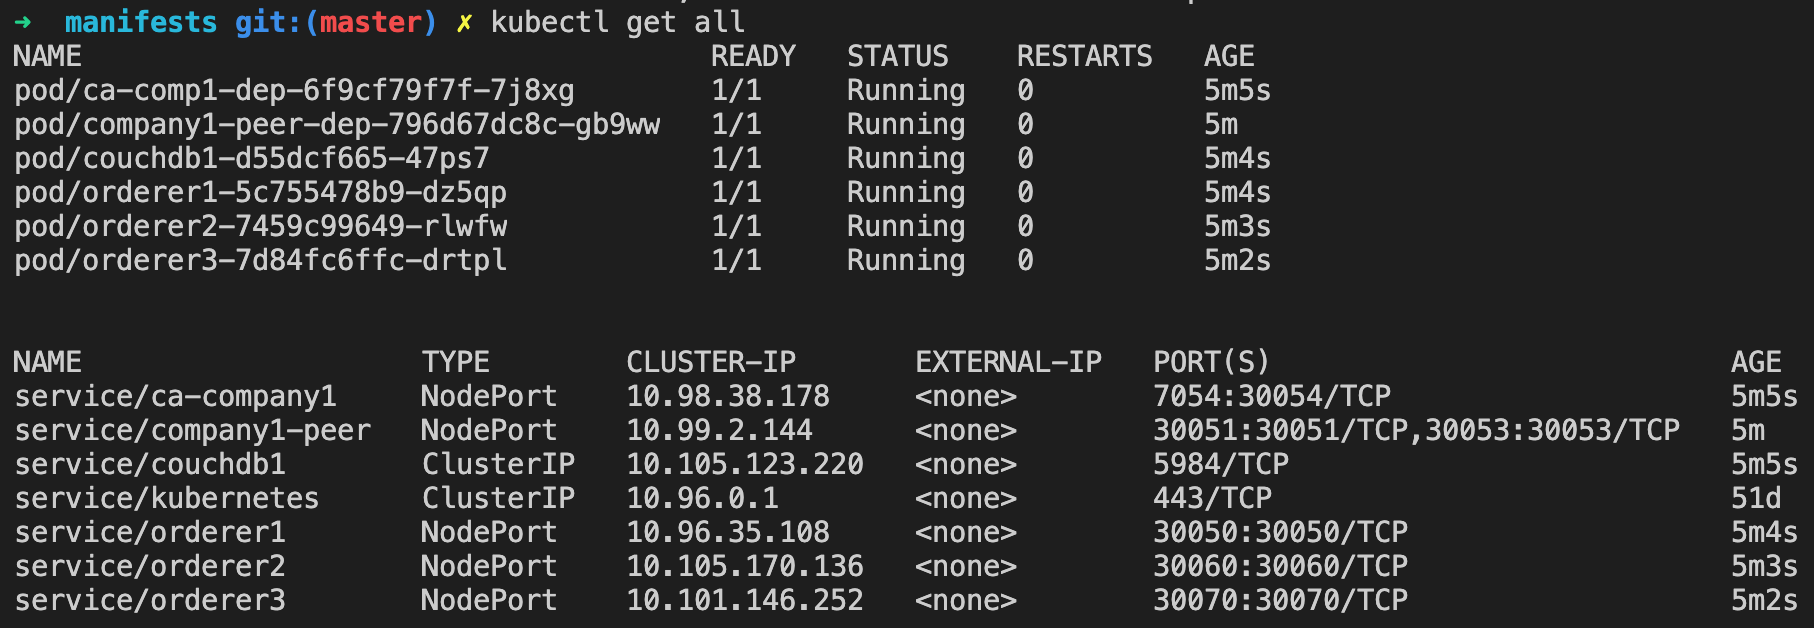 ➜ manifests git:(master) ✗ kubectl get all
NAME READY STATUS RESTARTS AGE
pod/ca-comp1-dep-6f9cf79f7f-7j8xg 1/1 Running 0 5m5s
pod/company1-peer-dep-796d67dc8c-gb9ww 1/1 Running 0 5m
pod/couchdb1-d55dcf665-47ps7 1/1 Running 0 5m4s
pod/orderer1-5c755478b9-dz5qp 1/1 Running 0 5m4s
pod/orderer2-7459c99649-rlwfw 1/1 Running 0 5m3s
pod/orderer3-7d84fc6ffc-drtpl 1/1 Running 0 5m2s
NAME TYPE CLUSTER-IP EXTERNAL-IP PORT(S) AGE
service/ca-company1 NodePort 10.98.38.178 <none> 7054:30054/TCP 5m5s
service/company1-peer NodePort 10.99.2.144 <none> 30051:30051/TCP,30053:30053/TCP 5m
service/couchdb1 ClusterIP 10.105.123.220 <none> 5984/TCP 5m5s
service/kubernetes ClusterIP 10.96.0.1 <none> 443/TCP 51d
service/orderer1 NodePort 10.96.35.108 <none> 30050:30050/TCP 5m4s
service/orderer2 NodePort 10.105.170.136 <none> 30060:30060/TCP 5m3s
service/orderer3 NodePort 10.101.146.252 <none> 30070:30070/TCP 5m2s